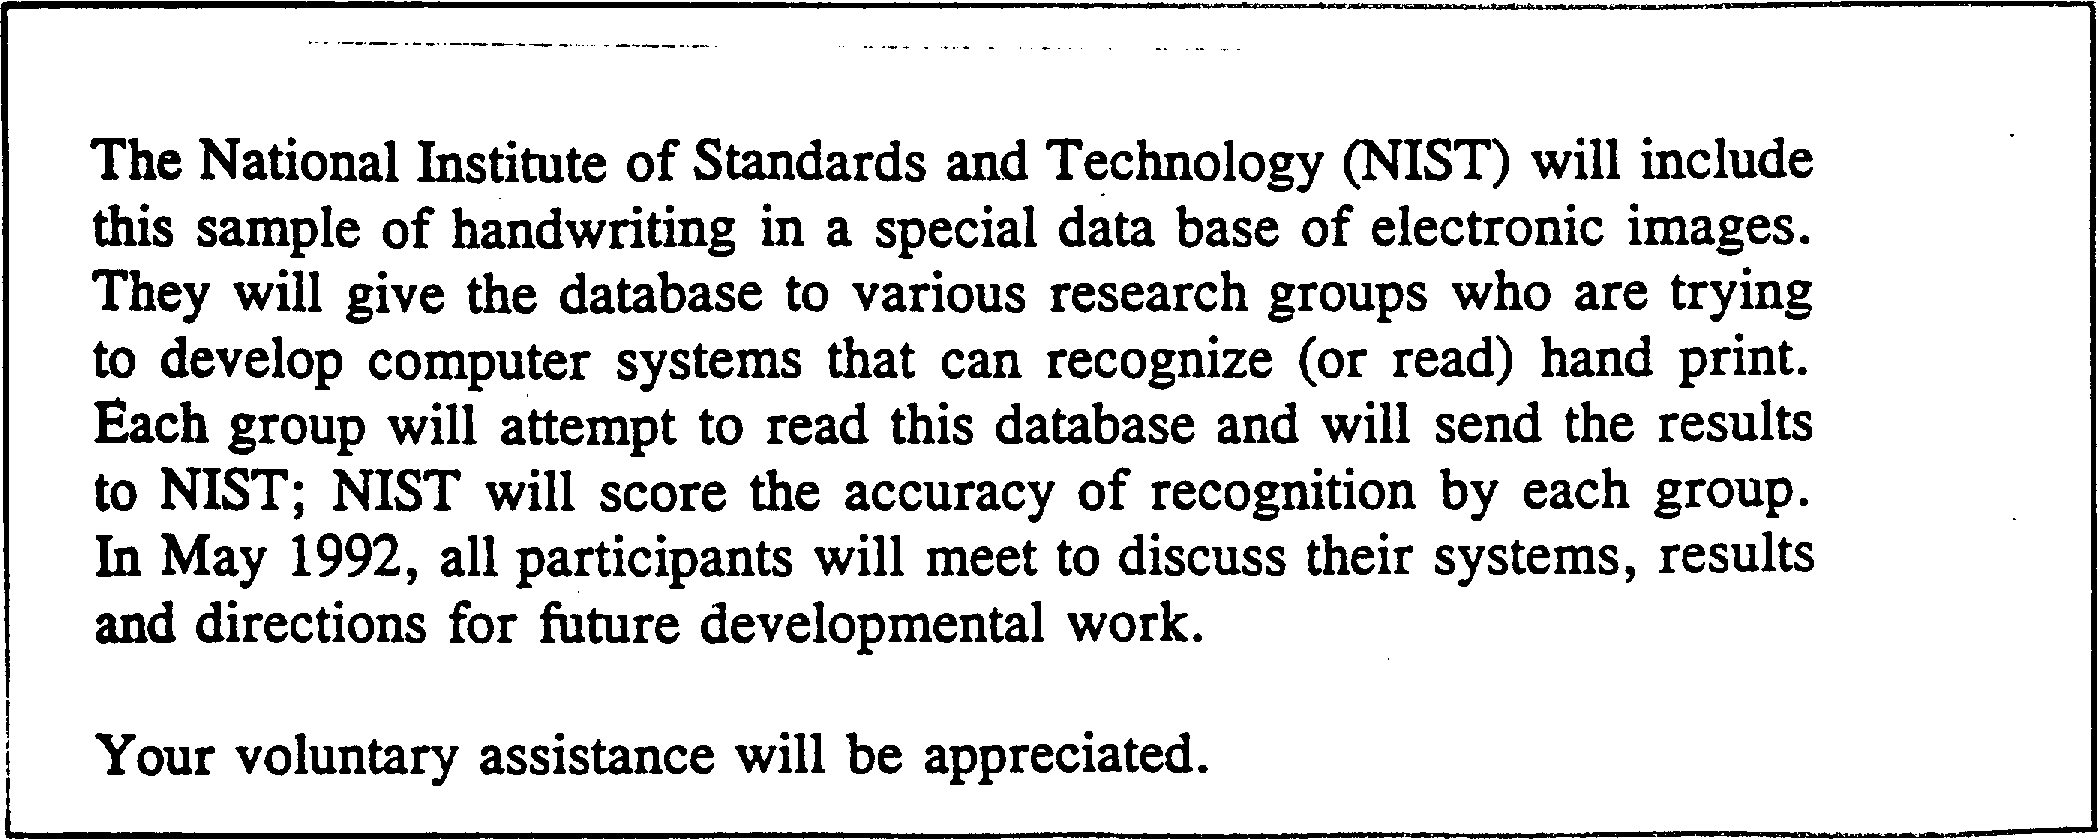 The National Institute of Standards and Technology (NIST) will include
this sample of handwriting in a special data base of electronic images.
They will give the database to various research groups who are trying
to develop computer systems that can recognize (or read) hand print.
Each group will attempt to read this database and will send the results
to NIST; NIST will score the accuracy of recognition by each group.
In May 1992, all participants will meet to discuss their systems, results
and directions for future developmental work.
Your voluntary assistance will be appreciated.